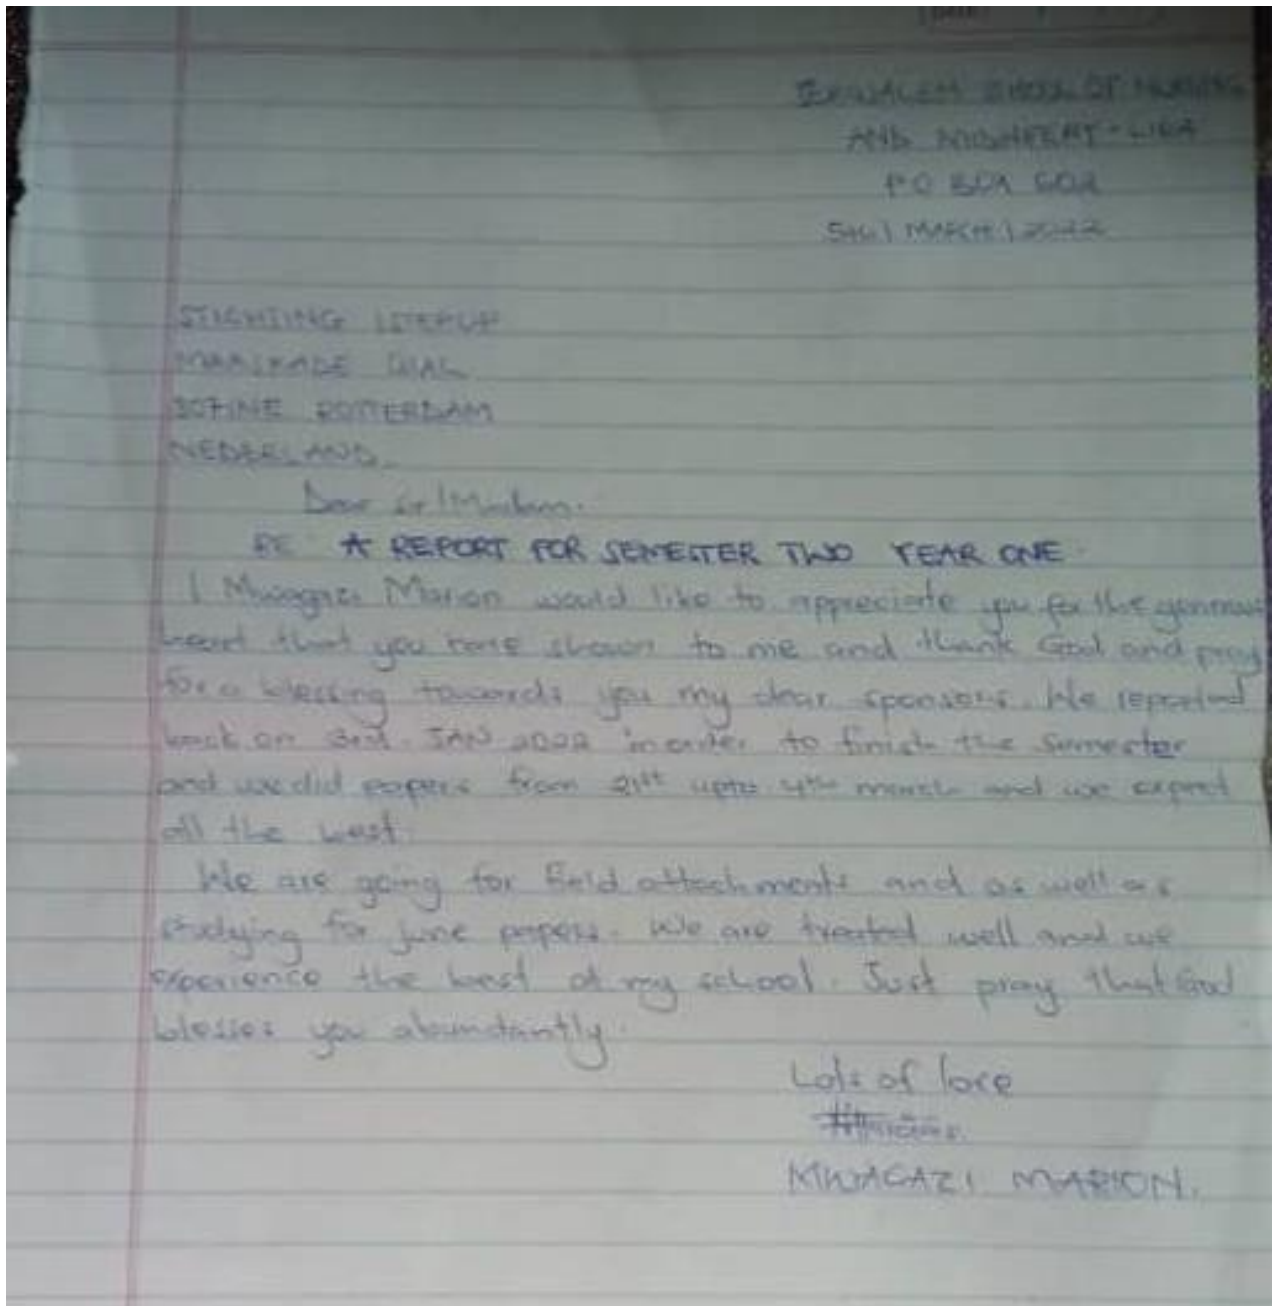 JERUSALEM SCHOOL OF NURSING
AND MIDWIFERY - LIRA
P O BOX 602
5th | MARCH | 2022
STICHTING
MAASKADE
3071NE ROTTERDAM
NEDERLAND.
Dear Sir | Madam.
RE A REPORT FOR SEMESTER TWO YEAR ONE.
I Mwagazi Marion would like to appreciate you for the
heart that you have shown to me and thank God and pray
for a blessing towards you my dear sponsors. We reported
back on 3rd. JAN 2022 inorder to finish the semester
and we did papers from 21st upto 4th march and we expect
all the best.
We are going for field attachments and as well as
studying for june papers. We are treated well and we
experience the best at my school. Just pray that God
blesses you abundantly.
Lots of love
MWAGAZI MARION.